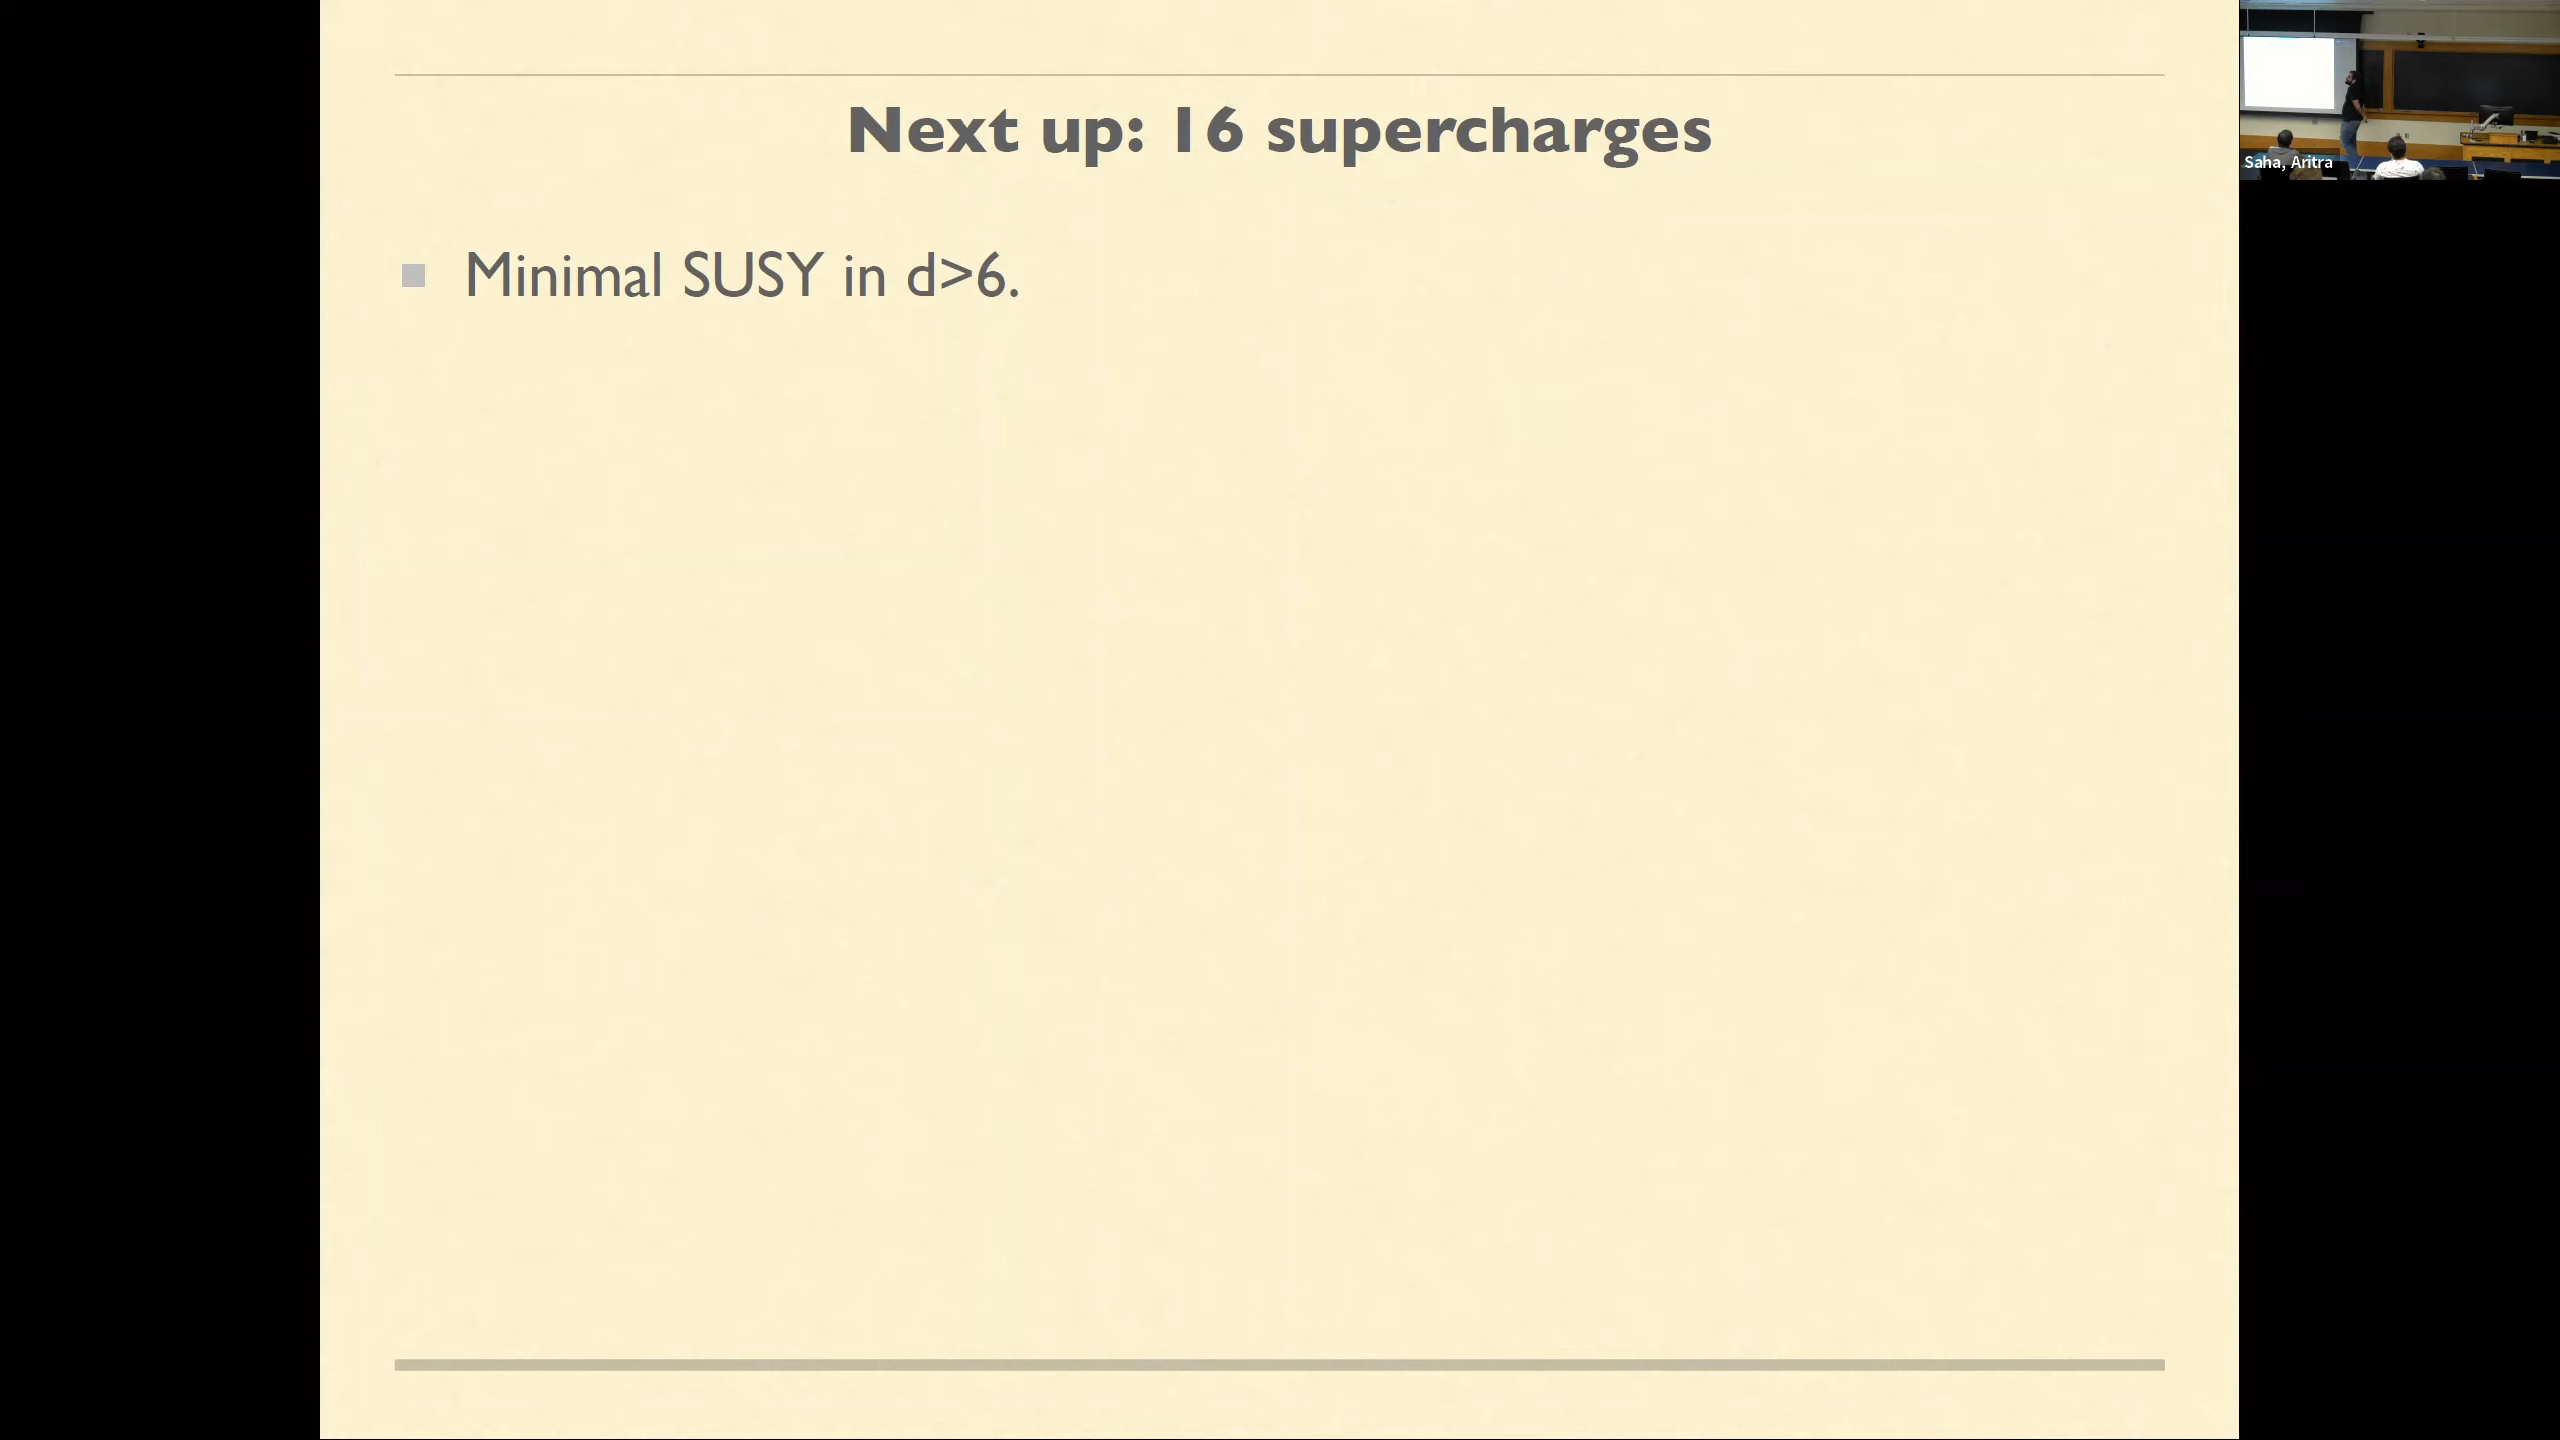 Next up: 16 supercharges
Saha, Aritra
Minimal SUSY in d>6.